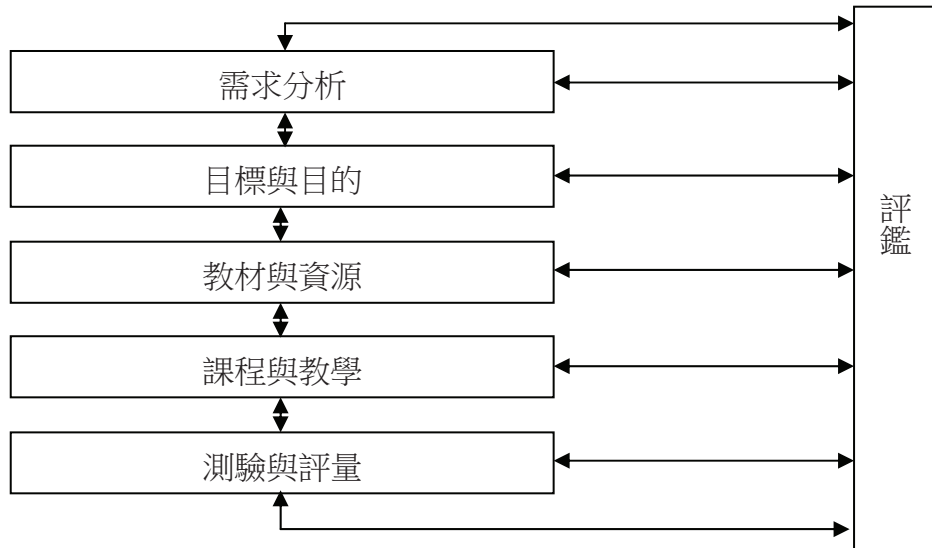 需求分析
目標與目的
教材與資源
課程與教學
測驗與評量
評鑑